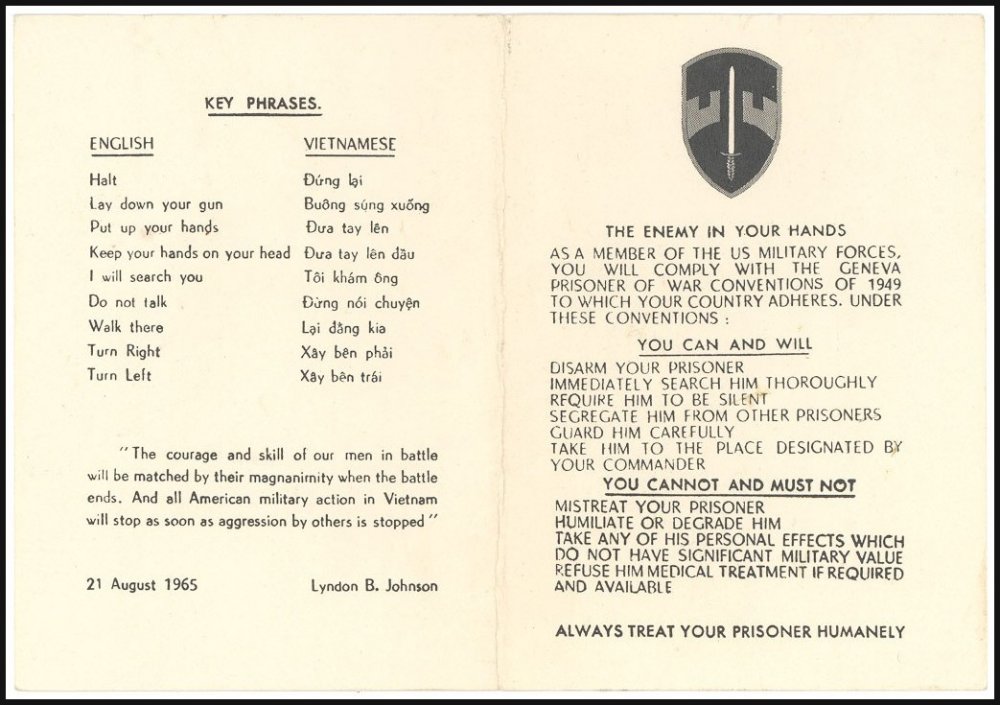 KEY PHRASES.
ENGLISH VIETNAMESE
Halt Đứng lại
Lay down your gun Buông súng xuống
Put up your hands Đưa tay lên
Keep your hands on your head Đưa tay lên đầu
I will search you Tôi khám ông
Do not talk Đừng nói chuyện
Walk there Lại đằng kia
Turn Right Xây bên phải
Turn Left Xây bên trái
"The courage and skill of our men in battle
will be matched by their magnanimity when the battle
ends. And all American military action in Vietnam
will stop as soon as aggression by others is stopped"
21 August 1965 Lyndon B. Johnson
THE ENEMY IN YOUR HANDS
AS A MEMBER OF THE US MILITARY FORCES,
YOU WILL COMPLY WITH THE GENEVA
PRISONER OF WAR CONVENTIONS OF 1949
TO WHICH YOUR COUNTRY ADHERES. UNDER
THESE CONVENTIONS :
YOU CAN AND WILL
DISARM YOUR PRISONER
IMMEDIATELY SEARCH HIM THOROUGHLY
REQUIRE HIM TO BE SILENT
SEGREGATE HIM FROM OTHER PRISONERS
GUARD HIM CAREFULLY
TAKE HIM TO THE PLACE DESIGNATED BY
YOUR COMMANDER
YOU CANNOT AND MUST NOT
MISTREAT YOUR PRISONER
HUMILIATE OR DEGRADE HIM
TAKE ANY OF HIS PERSONAL EFFECTS WHICH
DO NOT HAVE SIGNIFICANT MILITARY VALUE
REFUSE HIM MEDICAL TREATMENT IF REQUIRED
AND AVAILABLE
ALWAYS TREAT YOUR PRISONER HUMANELY